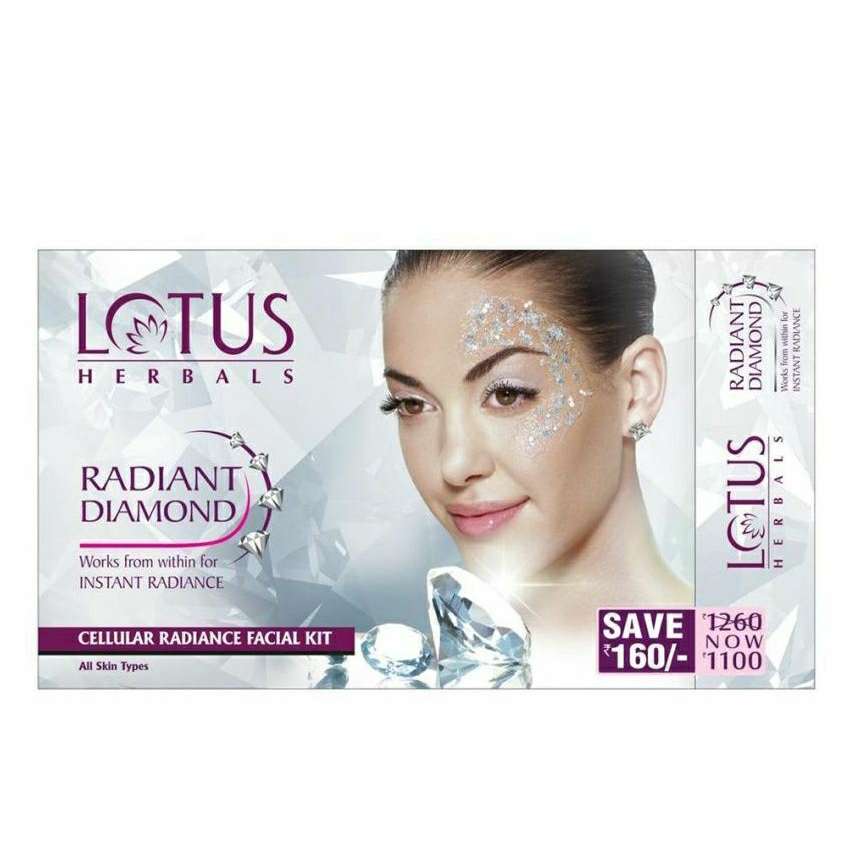 LOTUS
HERBALS
RADIANT
DIAMOND
Works from within for
INSTANT RADIANCE
CELLULAR RADIANCE FACIAL KIT
All Skin Types
SAVE
₹160/-
₹1260
NOW
₹1100
RADIANT
DIAMOND
Works from within for
INSTANT RADIANCE
LOTUS
HERBALS